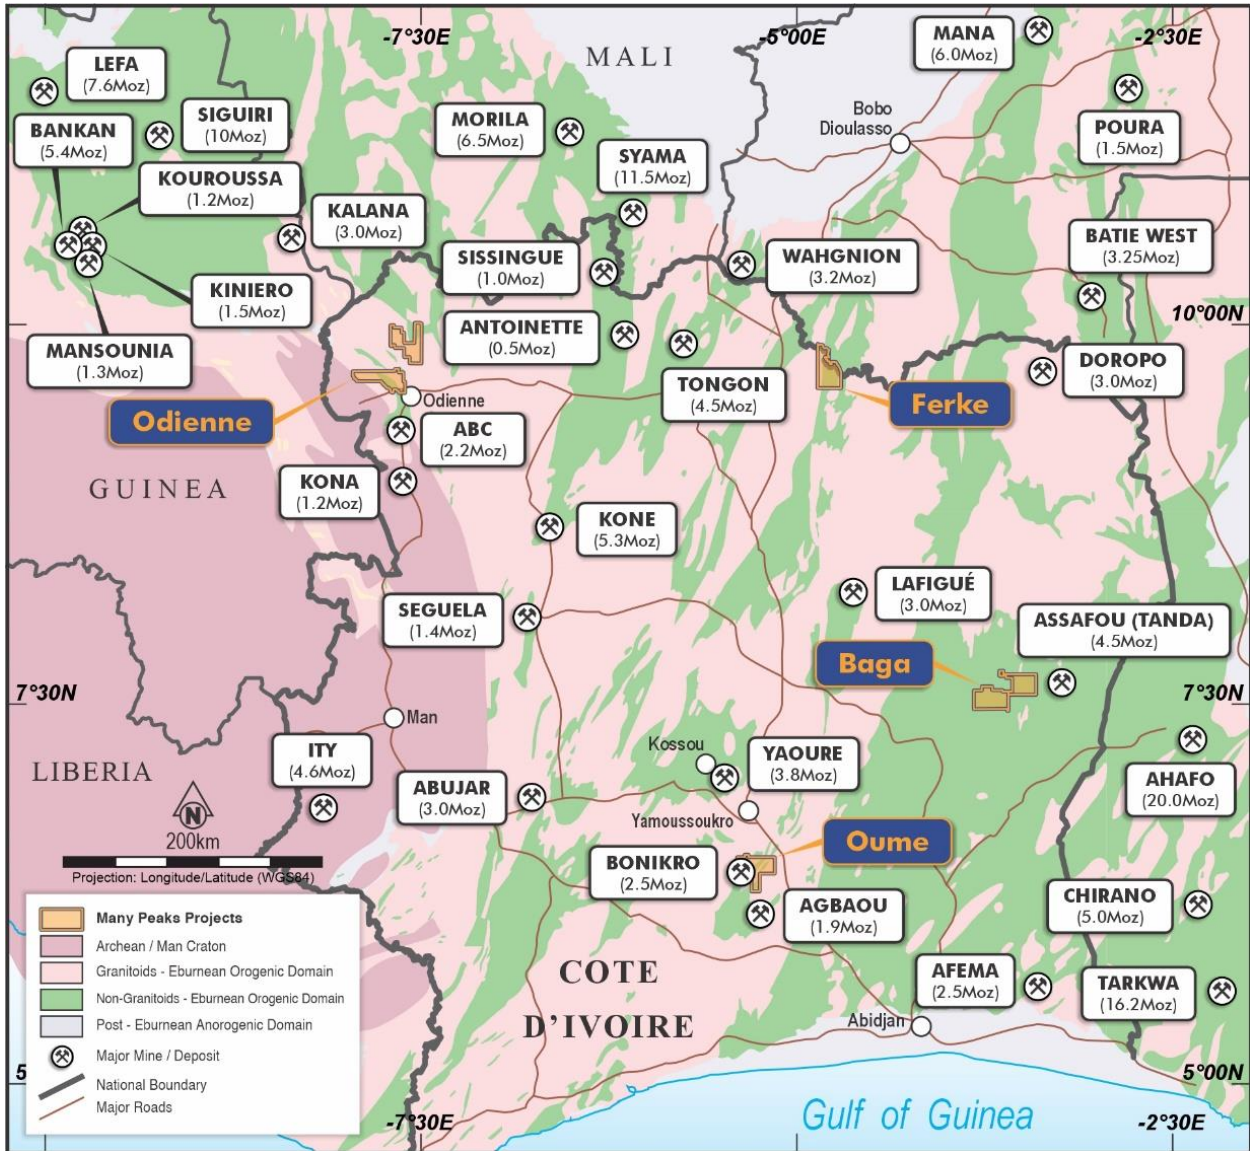 -7°30E
-5°00E
-2°30E
MALI
MANA
(6.0Moz)
LEFA
(7.6Moz)
SIGUIRI
(10Moz)
BANKAN
(5.4Moz)
MORILA
(6.5Moz)
Bobo
Dioulasso
POURA
(1.5Moz)
SYAMA
(11.5Moz)
KOUROUSSA
(1.2Moz)
KALANA
(3.0Moz)
SISSINGUE
(1.0Moz)
WAHGNION
(3.2Moz)
BATIE WEST
(3.25Moz)
KINIERO
(1.5Moz)
10°00N
ANTOINETTE
(0.5Moz)
MANSOUNIA
(1.3Moz)
DOROPO
(3.0Moz)
TONGON
(4.5Moz)
Odienne
Odienne
Ferke
ABC
(2.2Moz)
GUINEA
KONA
(1.2Moz)
KONE
(5.3Moz)
LAFIGUÉ
(3.0Moz)
SEGUELA
(1.4Moz)
ASSAFOU (TANDA)
(4.5Moz)
Baga
7°30N
7°30N
Man
ITY
(4.6Moz)
Kossou
YAOURE
(3.8Moz)
LIBERIA
AHAFO
(20.0Moz)
ABUJAR
(3.0Moz)
N
200km
Yamoussoukro
Projection: Longitude/Latitude (WGS84)
Oume
BONIKRO
(2.5Moz)
AGBAOU
(1.9Moz)
CHIRANO
(5.0Moz)
COTE
D'IVOIRE
AFEMA
(2.5Moz)
TARKWA
(16.2Moz)
Abidjan
Many Peaks Projects
Archean / Man Craton
Granitoids - Eburnean Orogenic Domain
Non-Granitoids - Eburnean Orogenic Domain
Post - Eburnean Anorogenic Domain
Major Mine / Deposit
National Boundary
Major Roads
5
5°00N
-7°30E
Gulf of Guinea
-2°30E